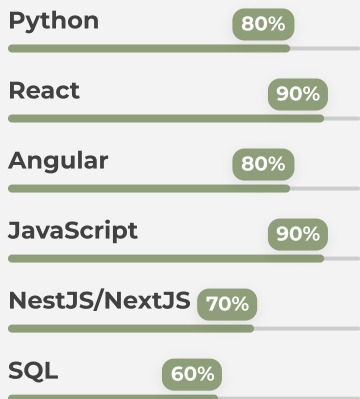 Python 80%
React 90%
Angular 80%
JavaScript 90%
NestJS/NextJS 70%
SQL 60%